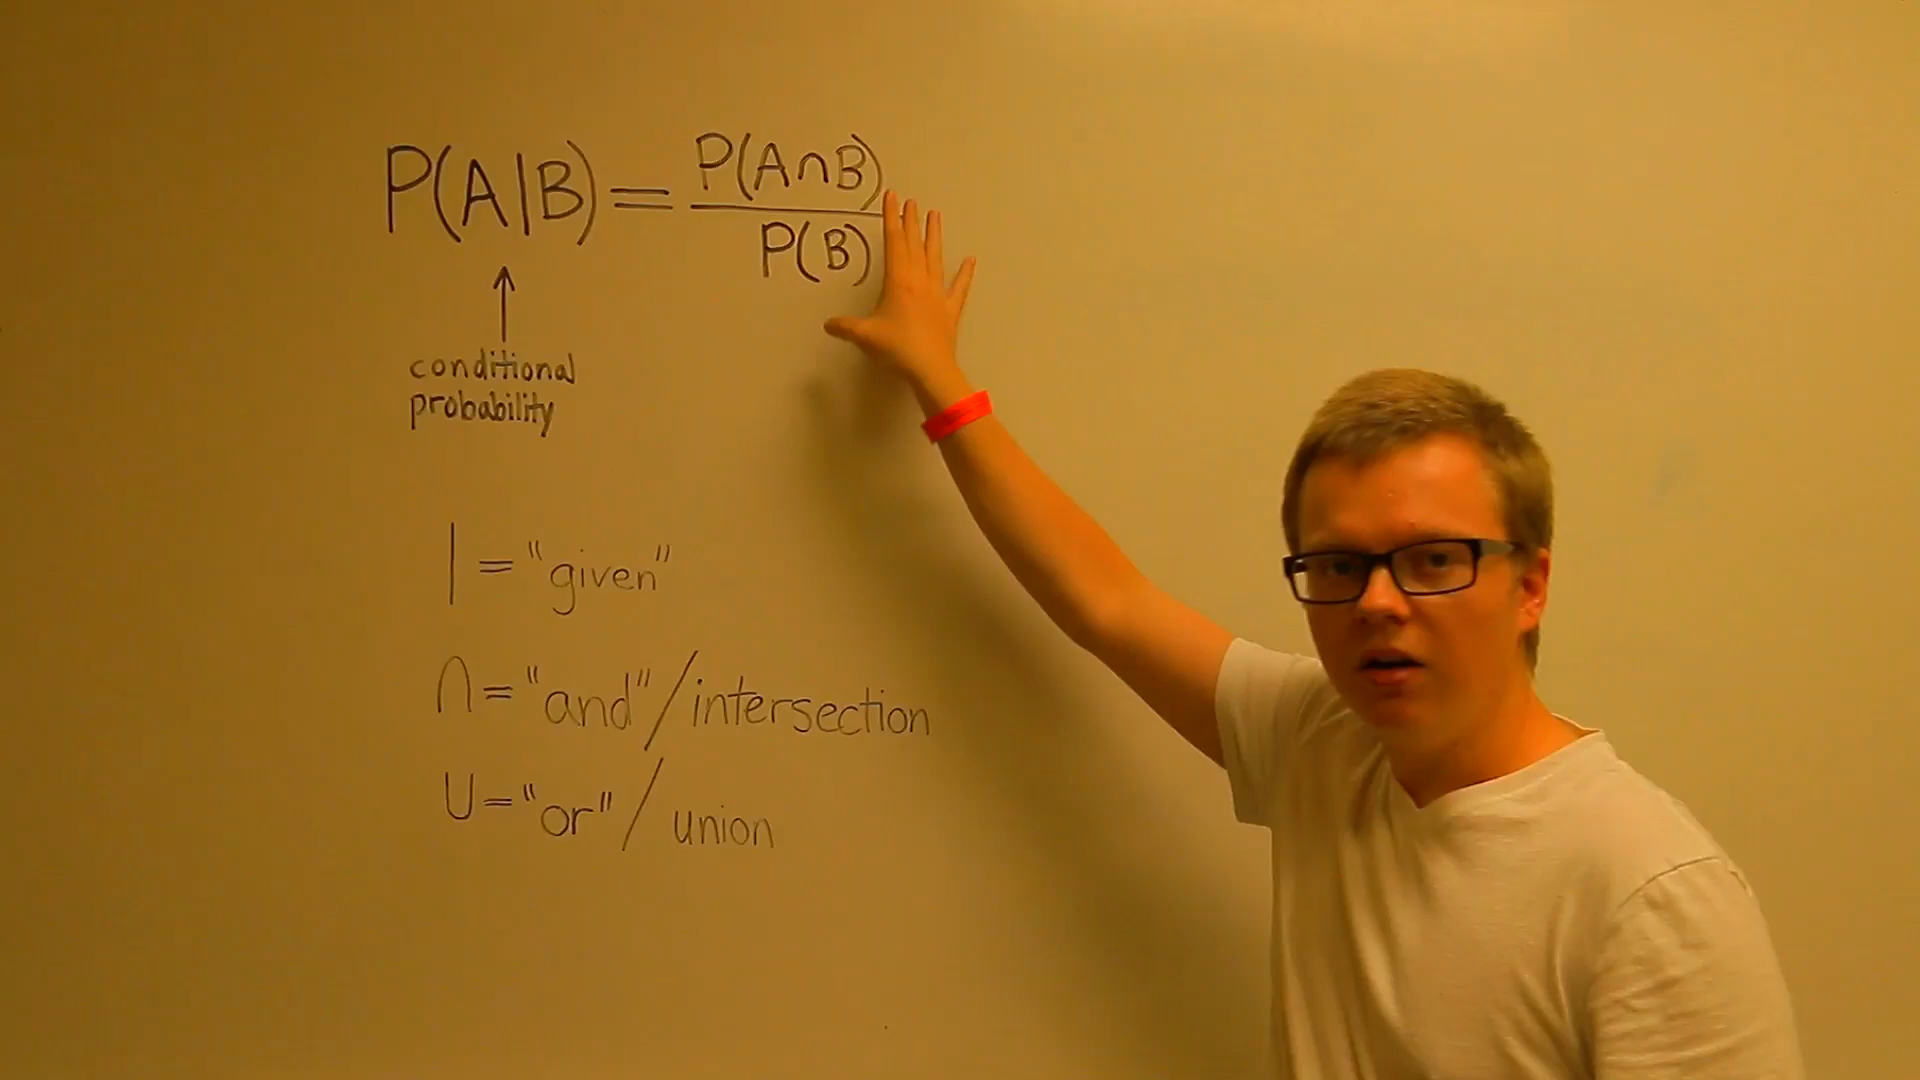 P(A|B) = P(A∩B)
P(B)
conditional
probability
| = "given"
∩ = "and" / intersection
U = "or" / union